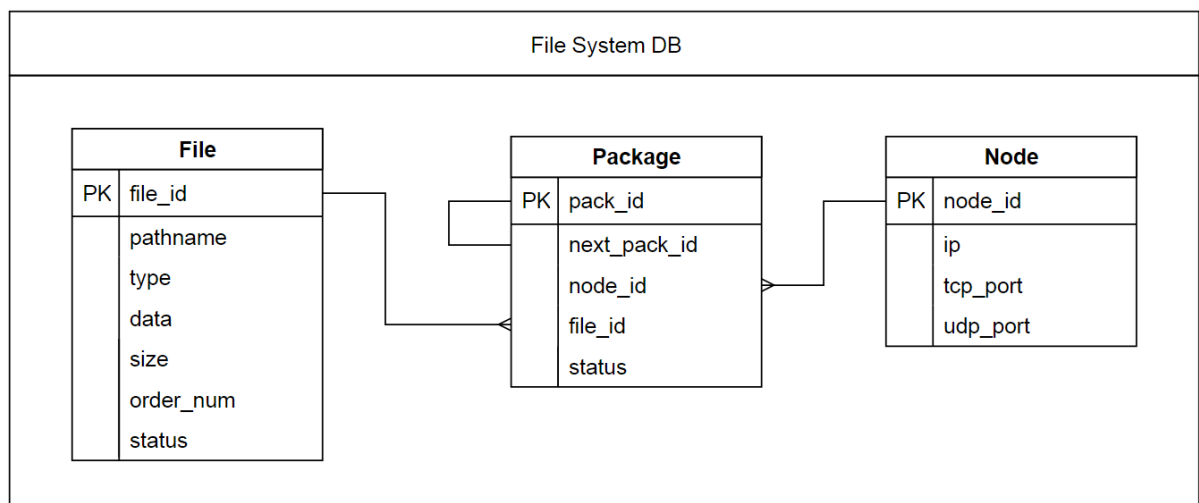 File System DB
File
PK file_id
pathname
type
data
size
order_num
status
Package
PK pack_id
next_pack_id
node_id
file_id
status
Node
PK node_id
ip
tcp_port
udp_port